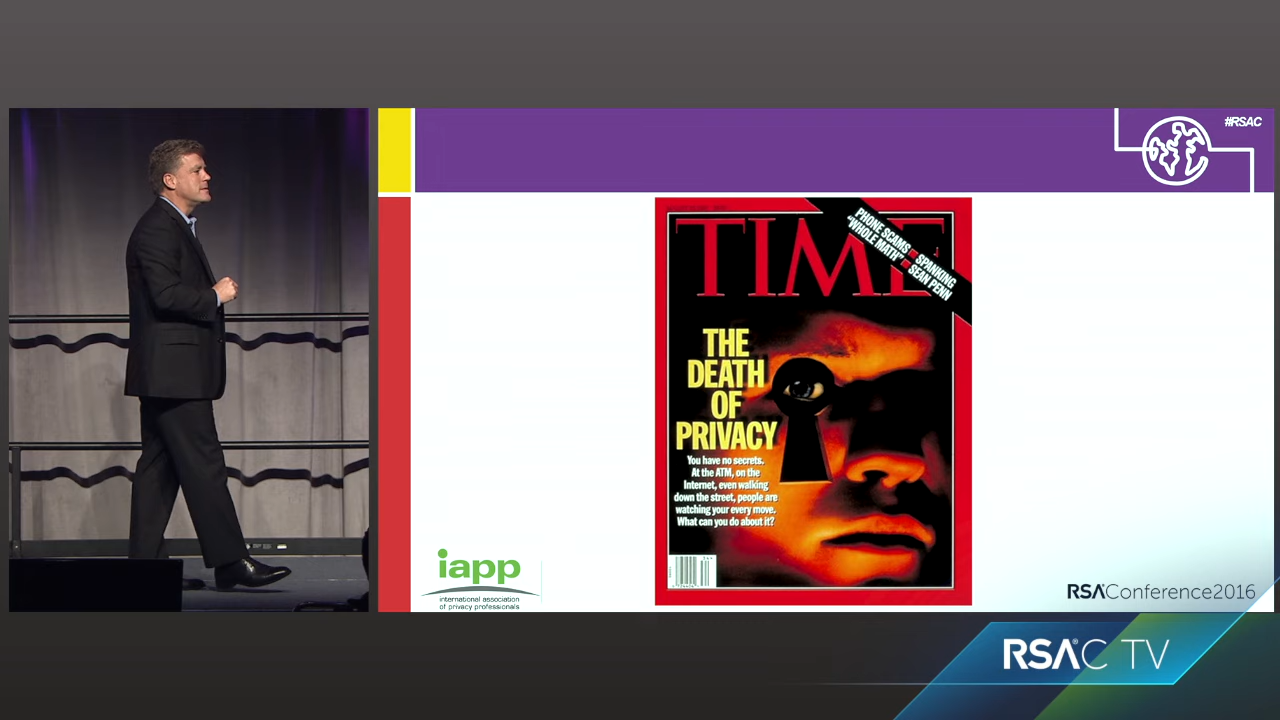 #RSAC
TIME
PHONE SCAMS ■ SPANKING
"WHOLE MATH" ■ SEAN PENN
THE
DEATH
OF
PRIVACY
You have no secrets.
At the ATM, on the
Internet, even walking
down the street, people are
watching your every move.
What can you do about it?
iapp
international association
of privacy professionals
RSAConference2016
RSA®C TV